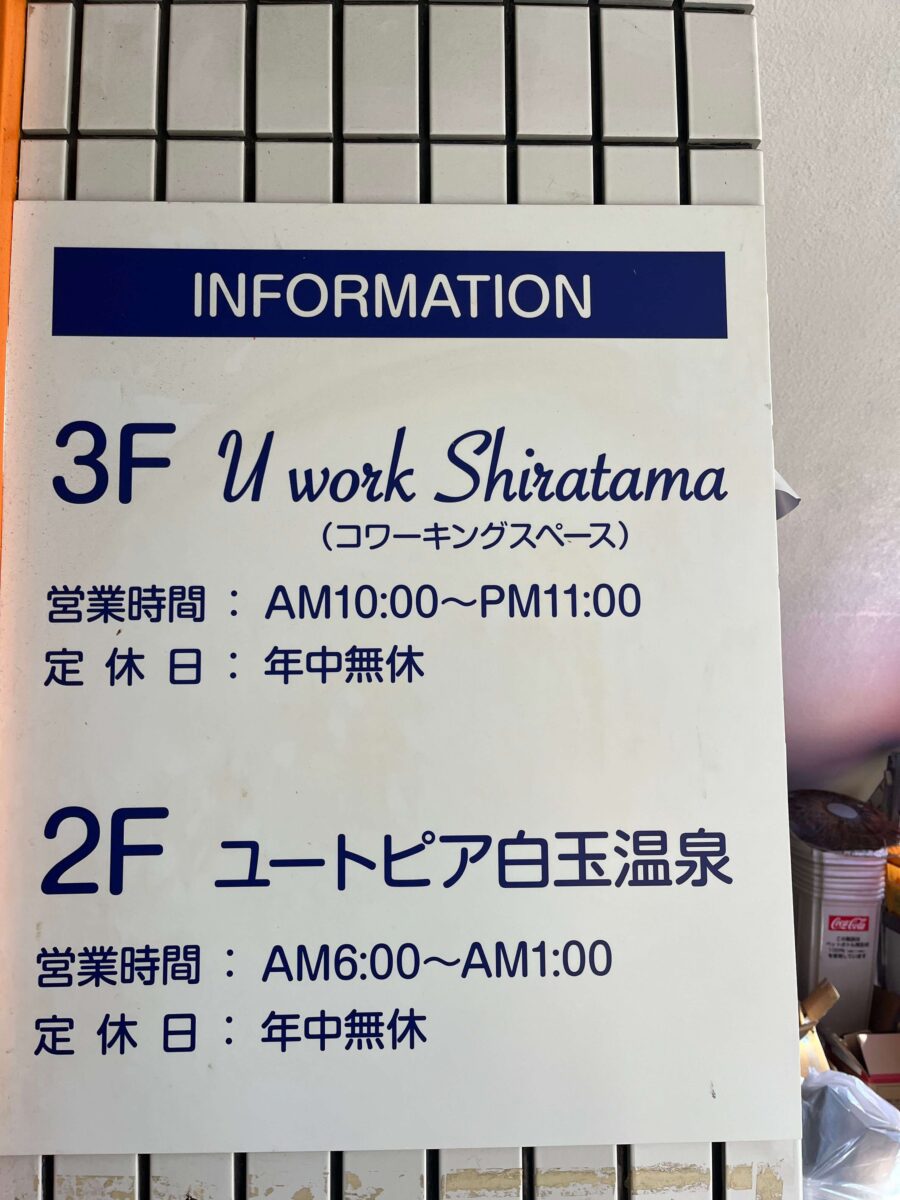 INFORMATION
3F U work Shiratama
(コワーキングスペース)
営業時間 : AM10:00〜PM11:00
定 休 日 : 年中無休
2F ユートピア白玉温泉
営業時間 : AM6:00〜AM1:00
定 休 日 : 年中無休
Coca-Cola